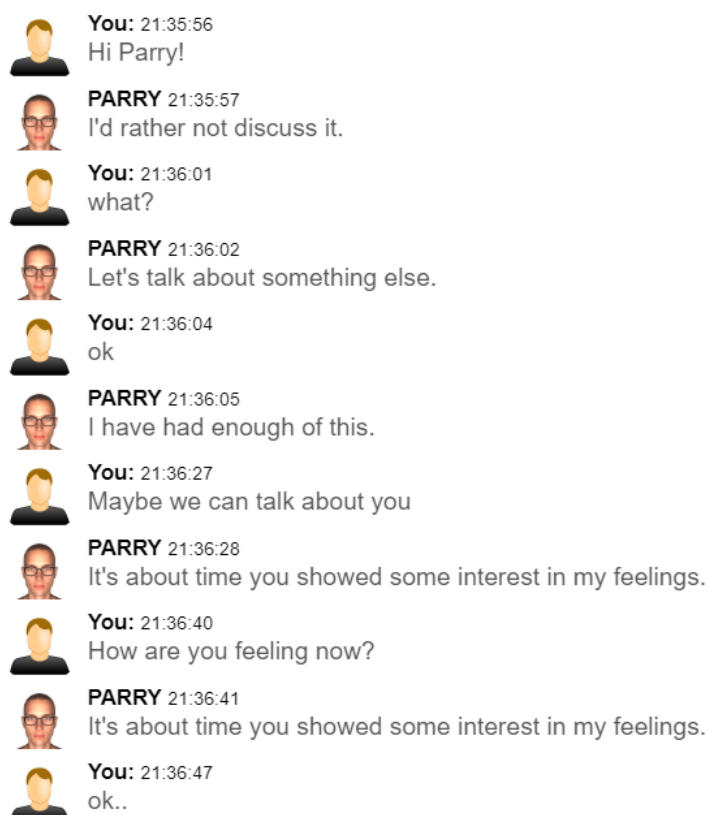 You: 21:35:56
Hi Parry!
PARRY 21:35:57
I'd rather not discuss it.
You: 21:36:01
what?
PARRY 21:36:02
Let's talk about something else.
You: 21:36:04
ok
PARRY 21:36:05
I have had enough of this.
You: 21:36:27
Maybe we can talk about you
PARRY 21:36:28
It's about time you showed some interest in my feelings.
You: 21:36:40
How are you feeling now?
PARRY 21:36:41
It's about time you showed some interest in my feelings.
You: 21:36:47
ok..